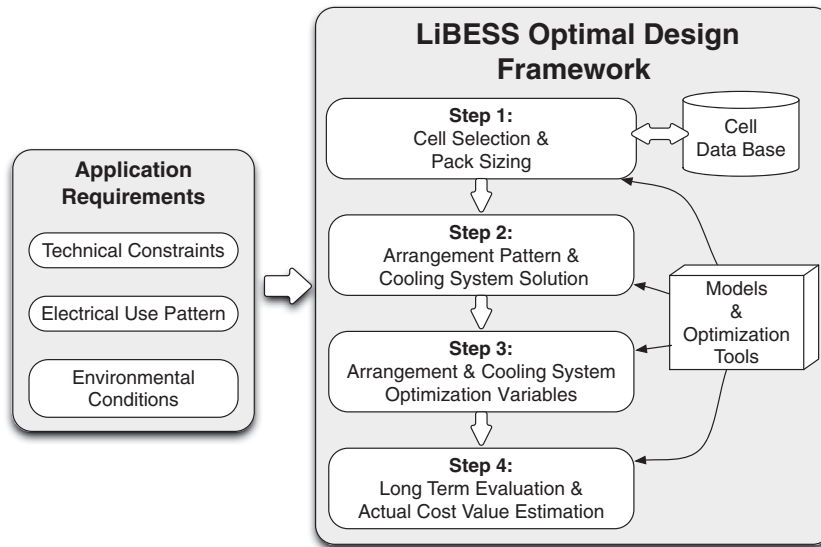 Application
Requirements
Technical Constraints
Electrical Use Pattern
Environmental
Conditions
LiBESS Optimal Design
Framework
Step 1:
Cell Selection &
Pack Sizing
Cell
Data Base
Step 2:
Arrangement Pattern &
Cooling System Solution
Models
&
Optimization
Tools
Step 3:
Arrangement & Cooling System
Optimization Variables
Step 4:
Long Term Evaluation &
Actual Cost Value Estimation